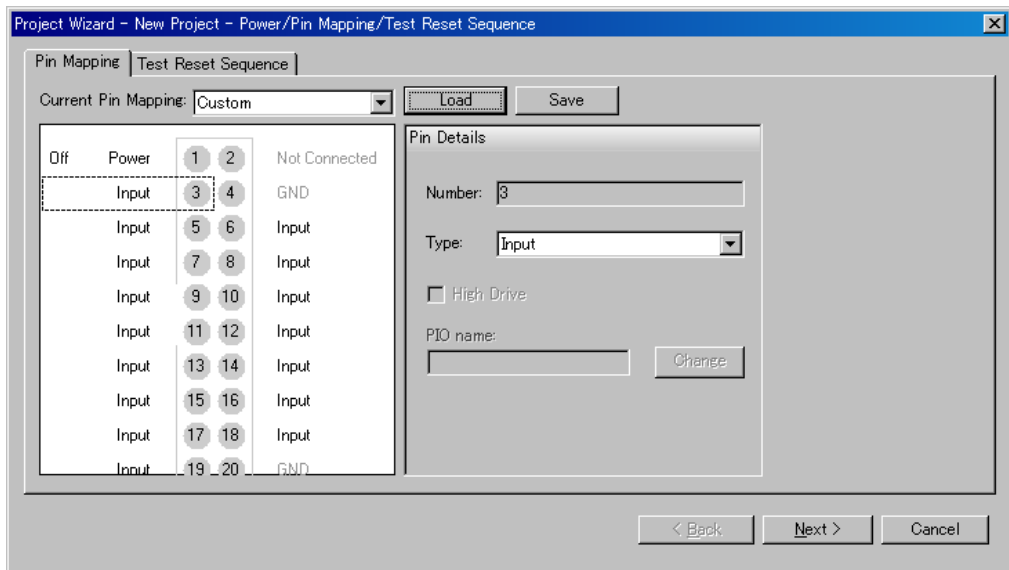 Project Wizard - New Project - Power/Pin Mapping/Test Reset Sequence
Pin Mapping
Test Reset Sequence
Current Pin Mapping: Custom
Load
Save
Off Power 1 2 Not Connected
Input 3 4 GND
Input 5 6 Input
Input 7 8 Input
Input 9 10 Input
Input 11 12 Input
Input 13 14 Input
Input 15 16 Input
Input 17 18 Input
Input 19 20 GND
Pin Details
Number: 3
Type: Input
High Drive
PIO name:
Change
< Back
Next >
Cancel